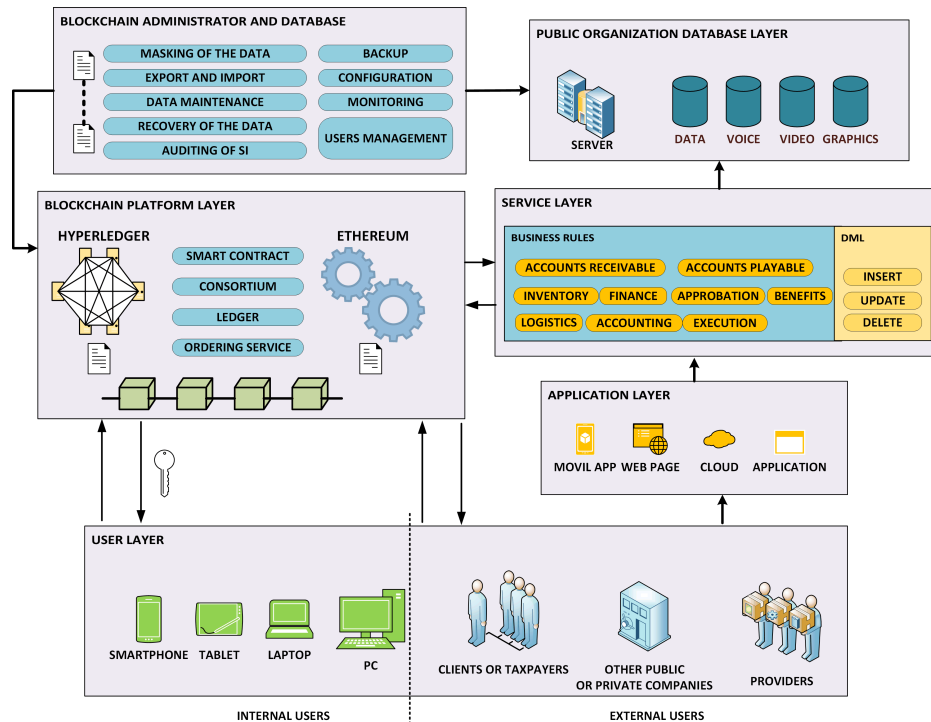 BLOCKCHAIN ADMINISTRATOR AND DATABASE
MASKING OF THE DATA
EXPORT AND IMPORT
DATA MAINTENANCE
RECOVERY OF THE DATA
AUDITING OF SI
BACKUP
CONFIGURATION
MONITORING
USERS MANAGEMENT
PUBLIC ORGANIZATION DATABASE LAYER
SERVER
DATA
VOICE
VIDEO
GRAPHICS
BLOCKCHAIN PLATFORM LAYER
HYPERLEDGER
ETHEREUM
SMART CONTRACT
CONSORTIUM
LEDGER
ORDERING SERVICE
SERVICE LAYER
BUSINESS RULES
ACCOUNTS RECEIVABLE
ACCOUNTS PLAYABLE
INVENTORY
FINANCE
APPROBATION
BENEFITS
LOGISTICS
ACCOUNTING
EXECUTION
DML
INSERT
UPDATE
DELETE
APPLICATION LAYER
MOVIL APP
WEB PAGE
CLOUD
APPLICATION
USER LAYER
SMARTPHONE
TABLET
LAPTOP
PC
CLIENTS OR TAXPAYERS
OTHER PUBLIC
OR PRIVATE COMPANIES
PROVIDERS
INTERNAL USERS
EXTERNAL USERS